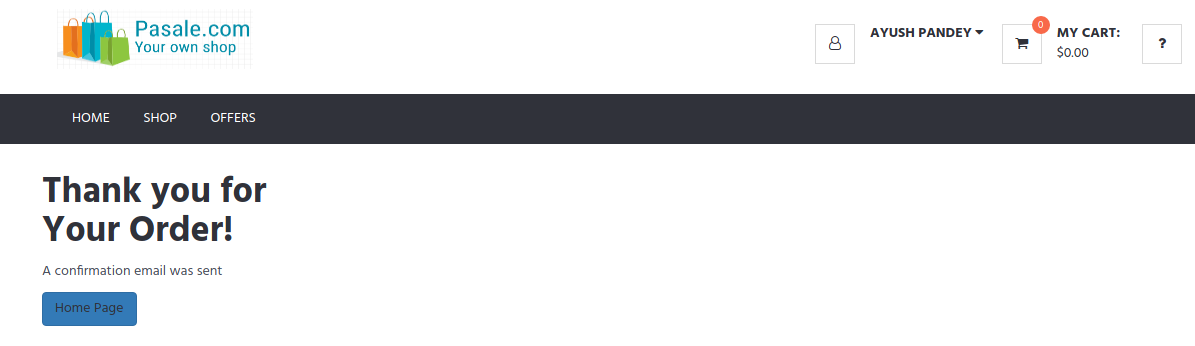 Pasale.com
Your own shop
AYUSH PANDEY
0
MY CART:
$0.00
?
HOME SHOP OFFERS
Thank you for
Your Order!
A confirmation email was sent
Home Page